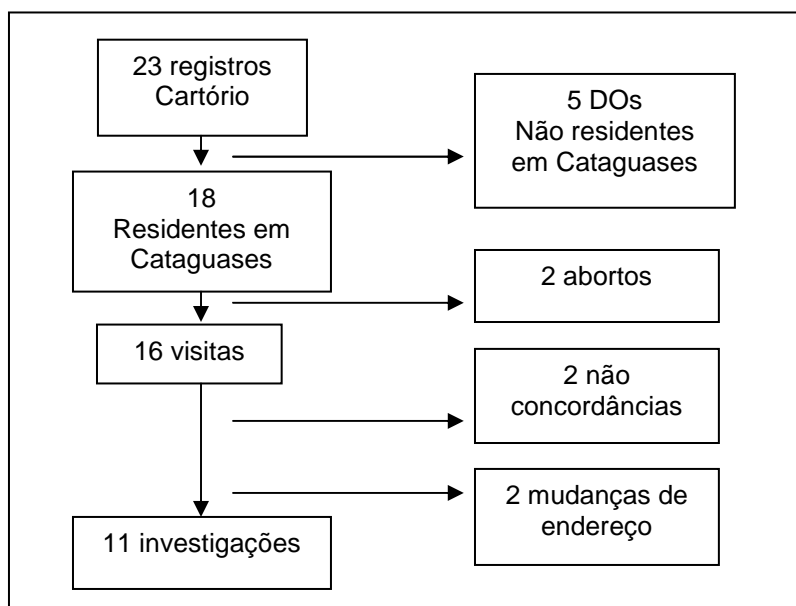 23 registros
Cartório
5 DOs
Não residentes
em Cataguases
18
Residentes em
Cataguases
2 abortos
16 visitas
2 não
concordâncias
2 mudanças de
endereço
11 investigações